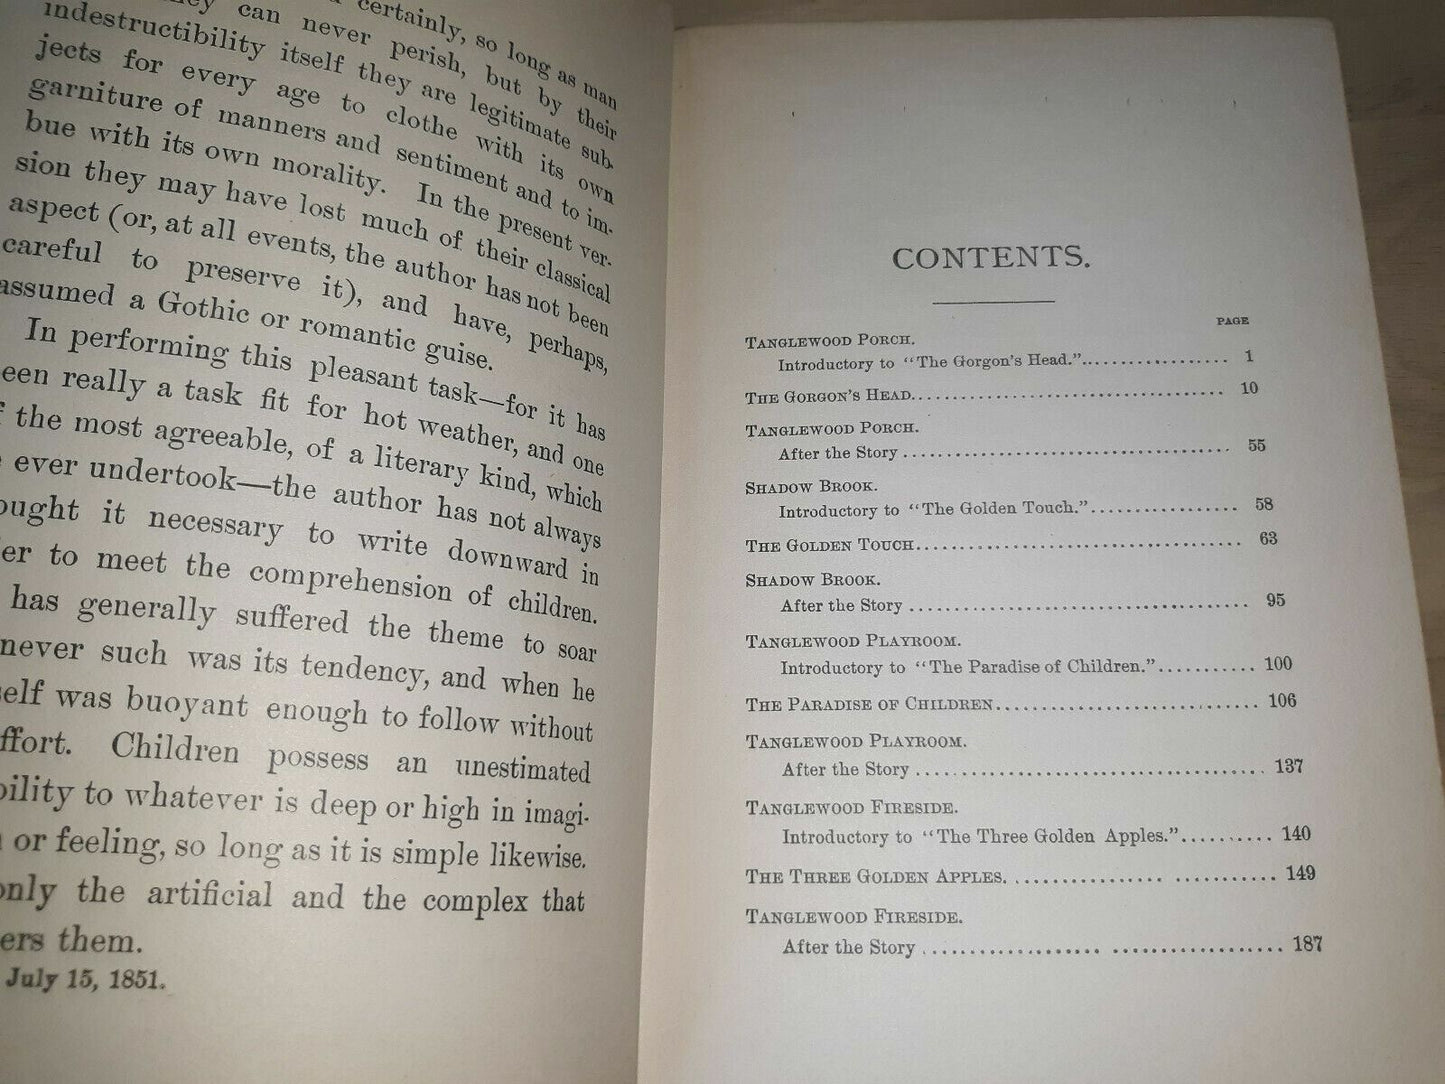 certainly, so long as man
can never perish, but by their
indestructibility itself they are legitimate sub-
jects for every age to clothe with its own
garniture of manners and sentiment and to im-
bue with its own morality. In the present ver-
sion they may have lost much of their classical
aspect (or, at all events, the author has not been
careful to preserve it), and have, perhaps,
assumed a Gothic or romantic guise.
In performing this pleasant task—for it has
een really a task fit for hot weather, and one
f the most agreeable, of a literary kind, which
e ever undertook—the author has not always
ought it necessary to write downward in
er to meet the comprehension of children.
has generally suffered the theme to soar
never such was its tendency, and when he
self was buoyant enough to follow without
ffort. Children possess an unestimated
bility to whatever is deep or high in imagi-
n or feeling, so long as it is simple likewise.
only the artificial and the complex that
ers them.
July 15, 1851.
CONTENTS.
PAGE
TANGLEWOOD PORCH.
Introductory to "The Gorgon's Head."................... 1
THE GORGON'S HEAD.................................... 10
TANGLEWOOD PORCH.
After the Story...................................... 55
SHADOW BROOK.
Introductory to "The Golden Touch."................... 58
THE GOLDEN TOUCH...................................... 63
SHADOW BROOK.
After the Story....................................... 95
TANGLEWOOD PLAYROOM.
Introductory to "The Paradise of Children."........... 100
THE PARADISE OF CHILDREN.............................. 106
TANGLEWOOD PLAYROOM.
After the Story....................................... 137
TANGLEWOOD FIRESIDE.
Introductory to "The Three Golden Apples.".......... 140
THE THREE GOLDEN APPLES............................... 149
TANGLEWOOD FIRESIDE.
After the Story....................................... 187